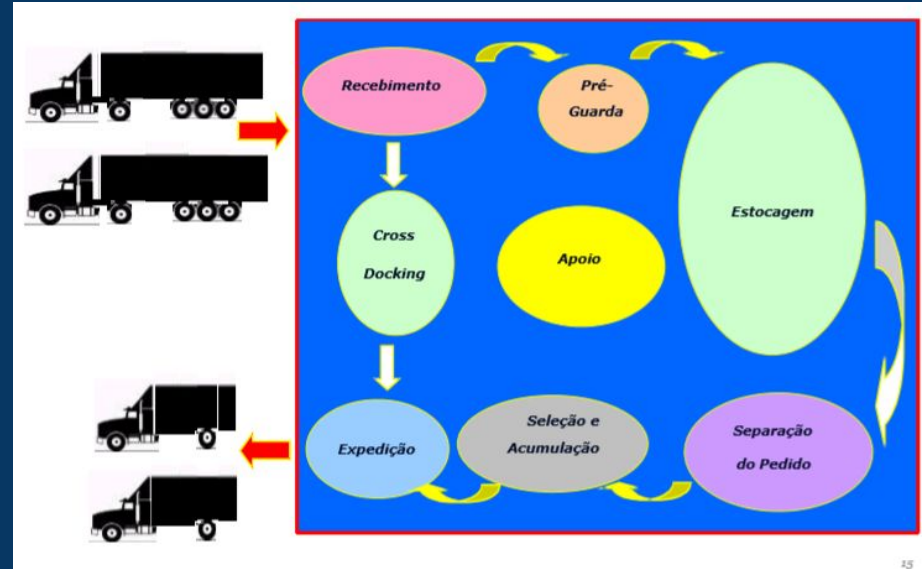 Recebimento
Pré-
Guarda
Estocagem
Cross
Docking
Apoio
Expedição
Seleção e
Acumulação
Separação
do Pedido
15